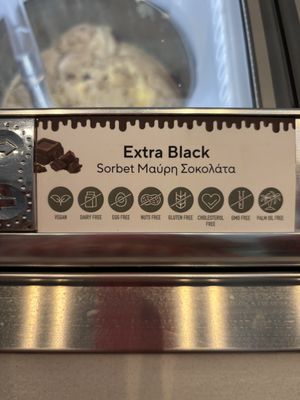 Extra Black
Sorbet Μαύρη Σοκολάτα
VEGAN DAIRY FREE EGG FREE NUTS FREE GLUTEN FREE CHOLESTEROL FREE GMO FREE PALM OIL FREE